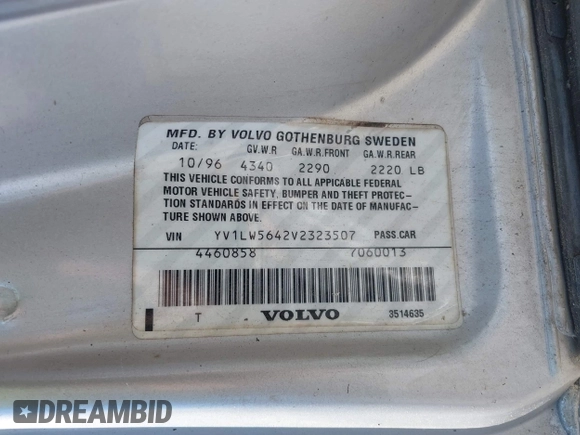 MFD. BY VOLVO GOTHENBURG SWEDEN
DATE: GV.W.R GA.W.R.FRONT GA.W.R.REAR
10/96 4340 2290 2220 LB
THIS VEHICLE CONFORMS TO ALL APPLICABLE FEDERAL
MOTOR VEHICLE SAFETY, BUMPER AND THEFT PROTEC-
TION STANDARDS IN EFFECT ON THE DATE OF MANUFAC-
TURE SHOWN ABOVE.
VIN YV1LW5642V2323507 PASS.CAR
4460858 7060013
T VOLVO 3514635
DREAMBID